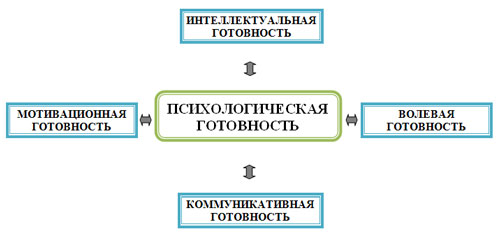 ИНТЕЛЛЕКТУАЛЬНАЯ
ГОТОВНОСТЬ
МОТИВАЦИОННАЯ
ГОТОВНОСТЬ
ПСИХОЛОГИЧЕСКАЯ
ГОТОВНОСТЬ
ВОЛЕВАЯ
ГОТОВНОСТЬ
КОММУНИКАТИВНАЯ
ГОТОВНОСТЬ